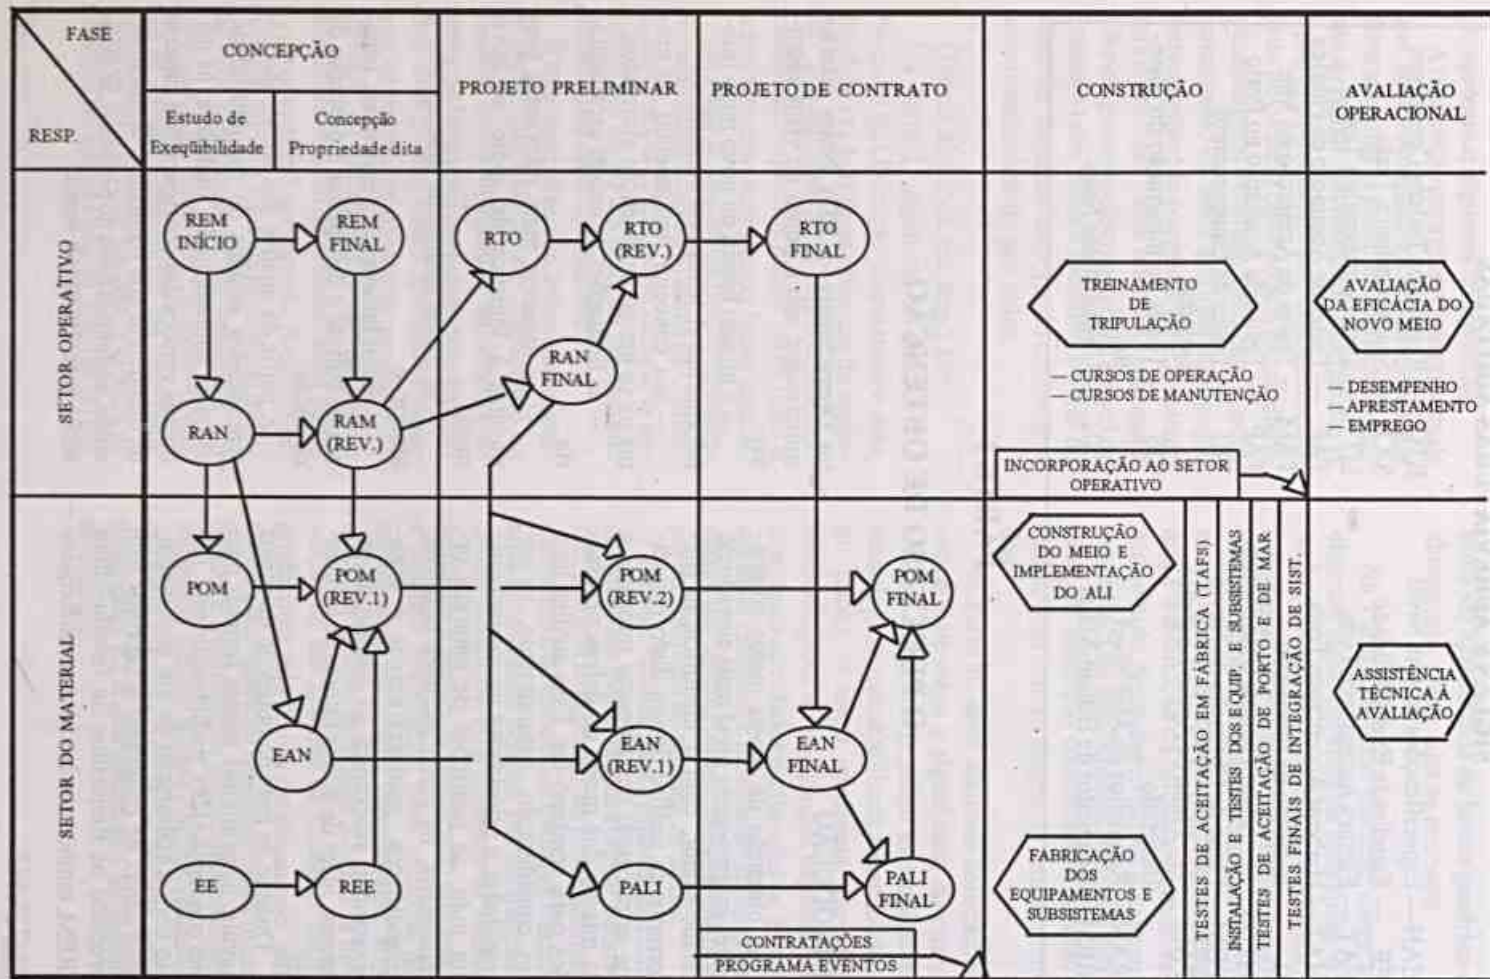 FASE
RESP.
CONCEPÇÃO
Estudo de
Exeqüibilidade
Concepção
Propriedade dita
PROJETO PRELIMINAR
PROJETO DE CONTRATO
CONSTRUÇÃO
AVALIAÇÃO
OPERACIONAL
SETOR OPERATIVO
REM
INÍCIO
REM
FINAL
RTO
RTO
(REV.)
RTO
FINAL
RAN
FINAL
RAN
RAM
(REV.)
TREINAMENTO
DE
TRIPULAÇÃO
— CURSOS DE OPERAÇÃO
— CURSOS DE MANUTENÇÃO
AVALIAÇÃO
DA EFICÁCIA DO
NOVO MEIO
— DESEMPENHO
— APRESTAMENTO
— EMPREGO
INCORPORAÇÃO AO SETOR
OPERATIVO
SETOR DO MATERIAL
POM
POM
(REV.1)
POM
(REV.2)
POM
FINAL
EAN
EAN
(REV.1)
EAN
FINAL
EE
REE
PALI
PALI
FINAL
CONTRATAÇÕES
PROGRAMA EVENTOS
CONSTRUÇÃO
DO MEIO E
IMPLEMENTAÇÃO
DO ALI
FABRICAÇÃO
DOS
EQUIPAMENTOS E
SUBSISTEMAS
TESTES DE ACEITAÇÃO EM FÁBRICA (TAFS)
INSTALAÇÃO E TESTES DOS EQUIP. E SUBSISTEMAS
TESTES DE ACEITAÇÃO DE PORTO E DE MAR
TESTES FINAIS DE INTEGRAÇÃO DE SIST.
ASSISTÊNCIA
TÉCNICA À
AVALIAÇÃO